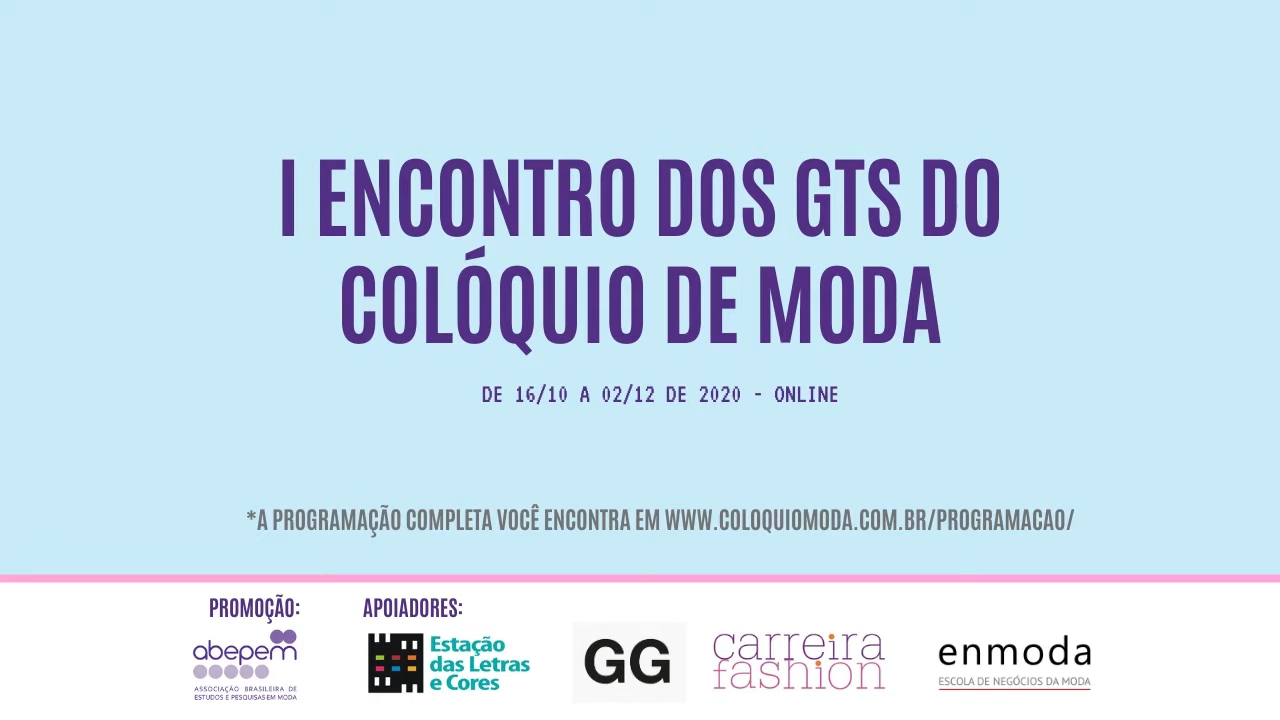 I ENCONTRO DOS GTS DO
COLÓQUIO DE MODA
DE 16/10 A 02/12 DE 2020 - ONLINE
*A PROGRAMAÇÃO COMPLETA VOCÊ ENCONTRA EM WWW.COLOQUIOMODA.COM.BR/PROGRAMACAO/
PROMOÇÃO:
abepem
ASSOCIAÇÃO BRASILEIRA DE
ESTUDOS E PESQUISAS EM MODA
APOIADORES:
Estação
das Letras
e Cores
GG
carreira
fashion
enmoda
ESCOLA DE NEGÓCIOS DA MODA